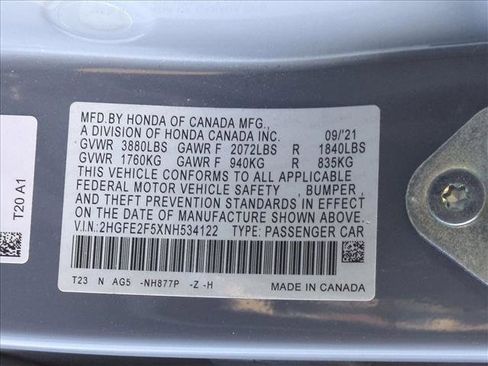 MFD.BY HONDA OF CANADA MFG.,
A DIVISION OF HONDA CANADA INC. 09/'21
GVWR 3880LBS GAWR F 2072LBS R 1840LBS
GVWR 1760KG GAWR F 940KG R 835KG
THIS VEHICLE CONFORMS TO ALL APPLICABLE
FEDERAL MOTOR VEHICLE SAFETY , BUMPER ,
AND THEFT PREVENTION STANDARDS IN EFFECT
ON THE DATE OF MANUFACTURE SHOWN ABOVE.
V.I.N.:2HGFE2F5XNH534122 TYPE: PASSENGER CAR
T23 N AG5 -NH877P -Z -H MADE IN CANADA
T20 A1